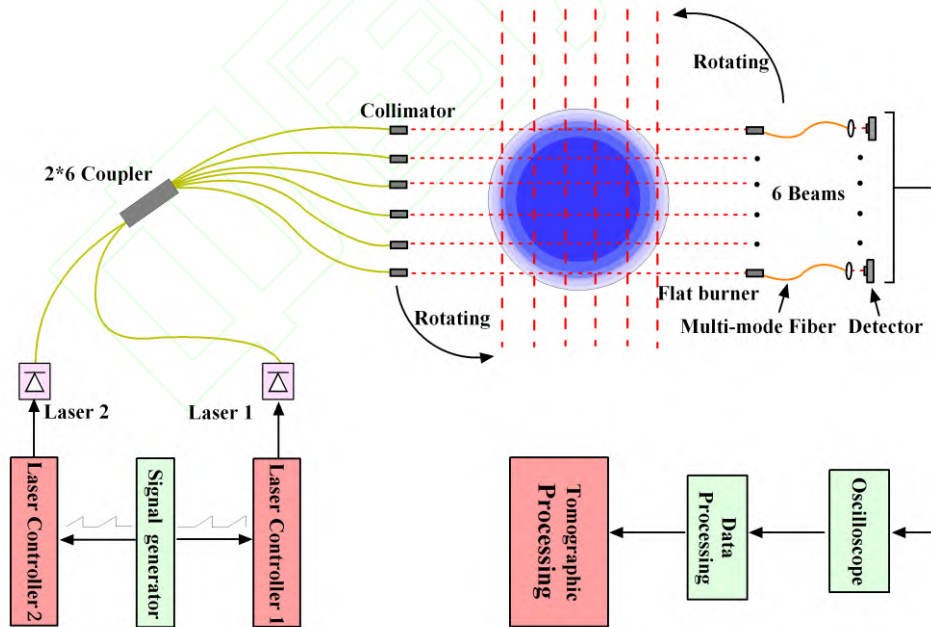 Rotating
Collimator
2*6 Coupler
6 Beams
Flat burner
Rotating
Multi-mode Fiber
Detector
Laser 2
Laser 1
Laser Controller 2
Signal generator
Laser Controller 1
Tomographic
Processing
Data
Processing
Oscilloscope